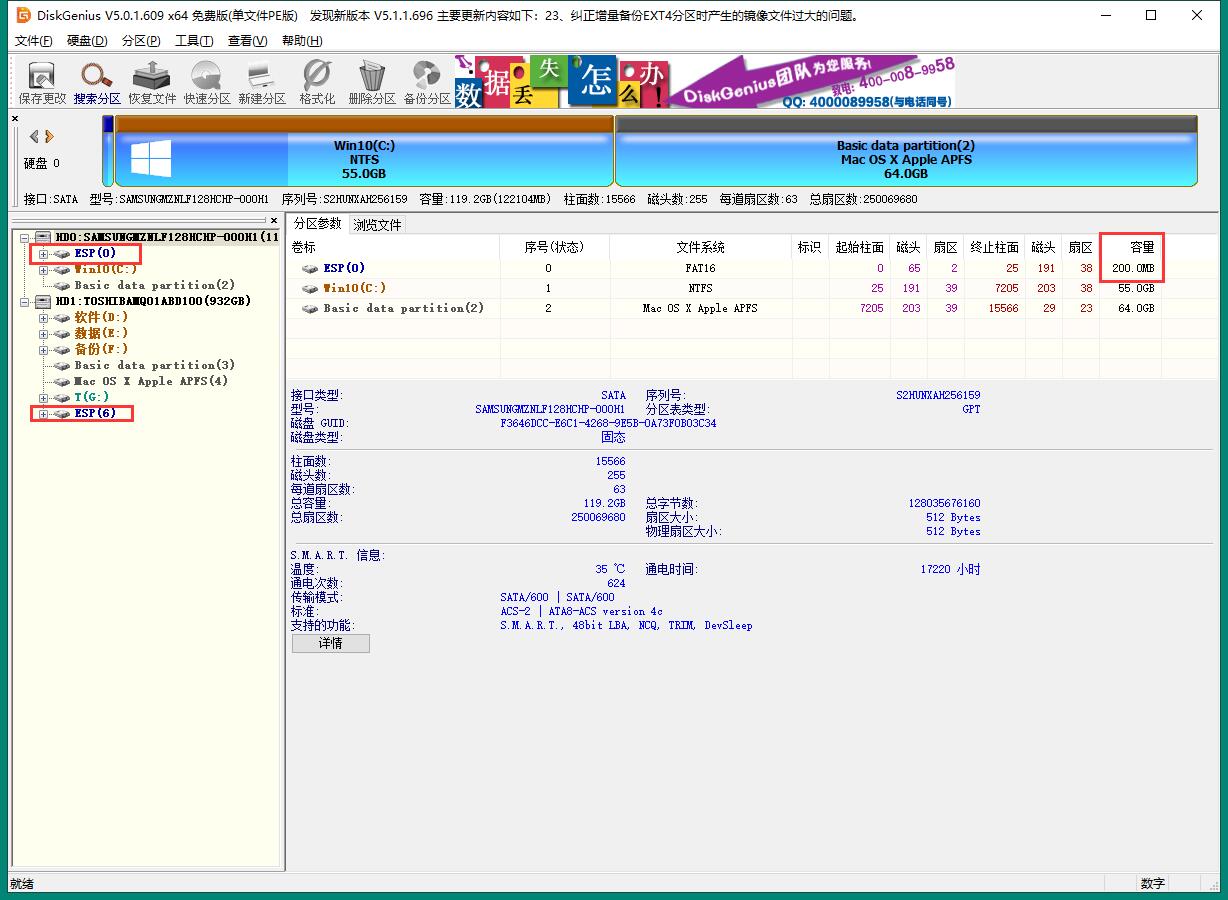 DiskGenius V5.0.1.609 x64 免费版(单文件PE版) 发现新版本 V5.1.1.696 主要更新内容如下: 23、纠正增量备份EXT4分区时产生的镜像文件过大的问题。
文件(F) 硬盘(D) 分区(P) 工具(T) 查看(V) 帮助(H)
保存更改 搜索分区 恢复文件 快速分区 新建分区 格式化 删除分区 备份分区
数据丢失怎么办!
DiskGenius团队为您服务!
致电: 400-008-9958
QQ: 4000089958(与电话同号)
硬盘 0
Win10(C:)
NTFS
55.0GB
Basic data partition(2)
Mac OS X Apple APFS
64.0GB
接口:SATA 型号:SAMSUNGMZNLF128HCHP-000H1 序列号:S2HUNXAH256159 容量:119.2GB(122104MB) 柱面数:15566 磁头数:255 每道扇区数:63 总扇区数:250069680
HD0:SAMSUNGMZNLF128HCHP-000H1(11
ESP(0)
Win10(C:)
Basic data partition(2)
HD1:TOSHIBAMQ01ABD100(932GB)
软件(D:)
数据(E:)
备份(F:)
Basic data partition(3)
Mac OS X Apple APFS(4)
T(G:)
ESP(6)
分区参数 浏览文件
卷标 序号(状态) 文件系统 标识 起始柱面 磁头 扇区 终止柱面 磁头 扇区 容量
ESP(0) 0 FAT16 0 65 2 25 191 38 200.0MB
Win10(C:) 1 NTFS 25 191 39 7205 203 38 55.0GB
Basic data partition(2) 2 Mac OS X Apple APFS 7205 203 39 15566 29 23 64.0GB
接口类型: SATA 序列号: S2HUNXAH256159
型号: SAMSUNGMZNLF128HCHP-000H1 分区表类型: GPT
磁盘 GUID: F3646DCC-E6C1-4268-9E5B-0A73F0B03C34
磁盘类型: 固态
柱面数: 15566
磁头数: 255
每道扇区数: 63
总容量: 119.2GB 总字节数: 128035676160
总扇区数: 250069680 扇区大小: 512 Bytes
物理扇区大小: 512 Bytes
S.M.A.R.T. 信息:
温度: 35 ℃ 通电时间: 17220 小时
通电次数: 624
传输模式: SATA/600 | SATA/600
标准: ACS-2 | ATA8-ACS version 4c
支持的功能: S.M.A.R.T., 48bit LBA, NCQ, TRIM, DevSleep
详情
就绪 数字